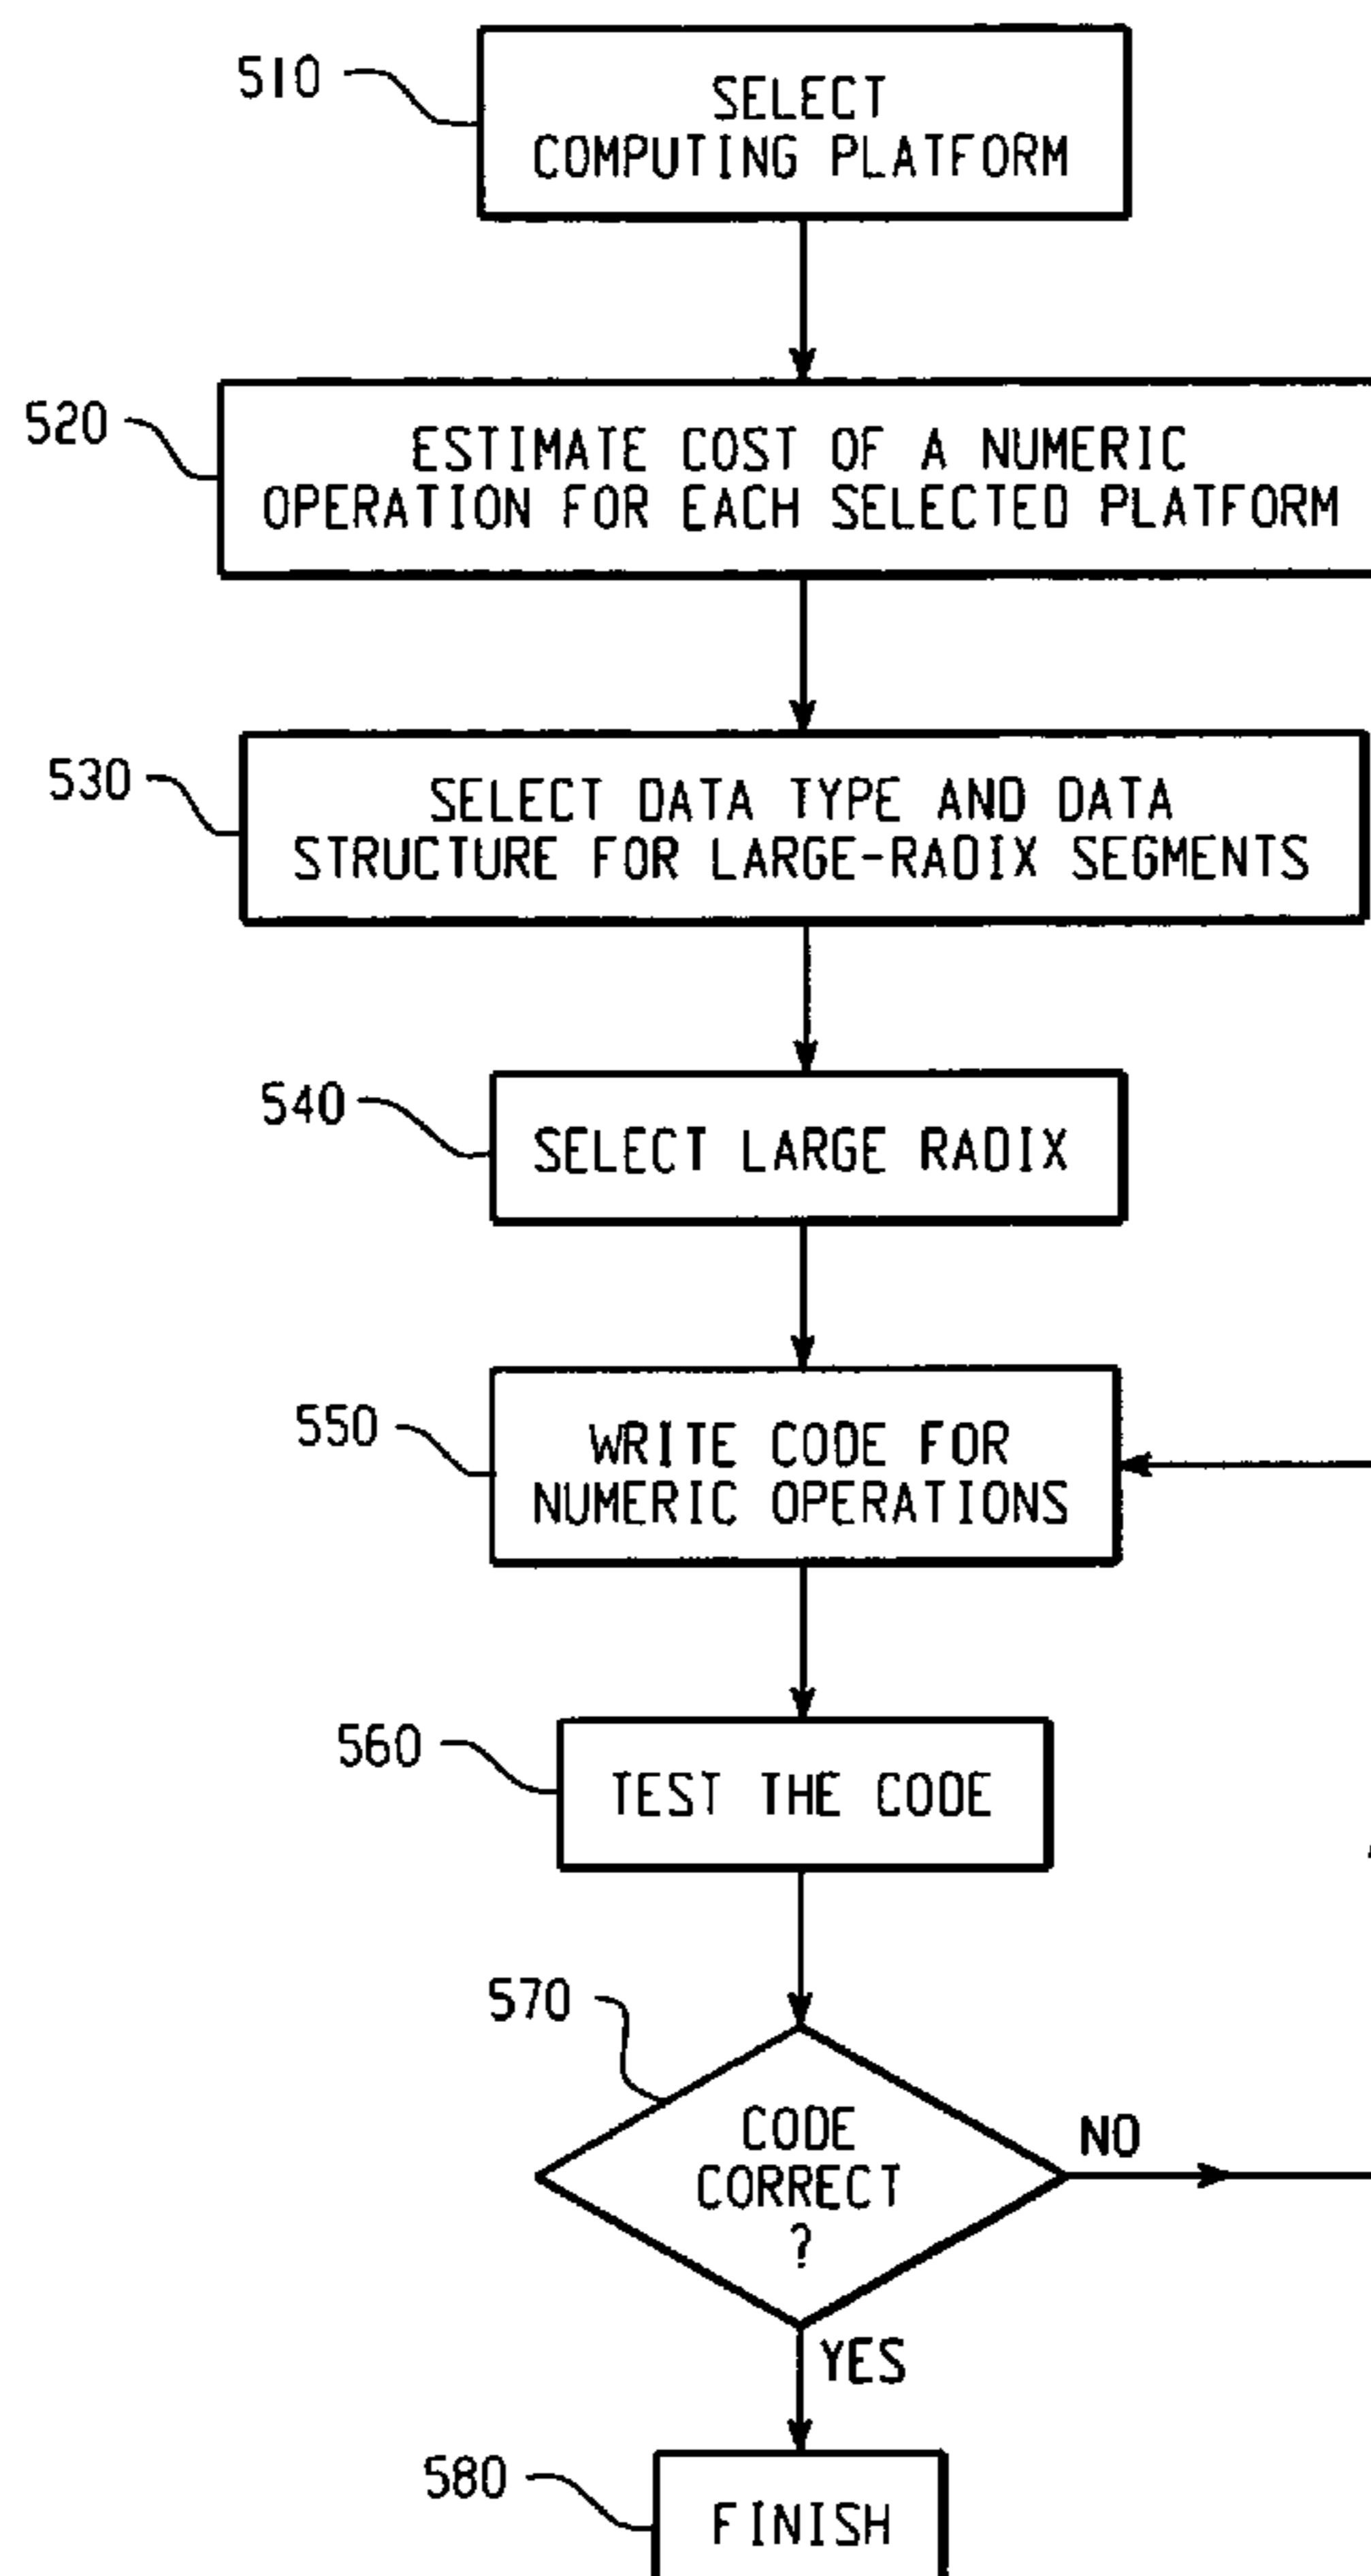 510
SELECT
COMPUTING PLATFORM
520
ESTIMATE COST OF A NUMERIC
OPERATION FOR EACH SELECTED PLATFORM
530
SELECT DATA TYPE AND DATA
STRUCTURE FOR LARGE-RADIX SEGMENTS
540
SELECT LARGE RADIX
550
WRITE CODE FOR
NUMERIC OPERATIONS
560
TEST THE CODE
570
CODE
CORRECT
?
NO
YES
580
FINISH